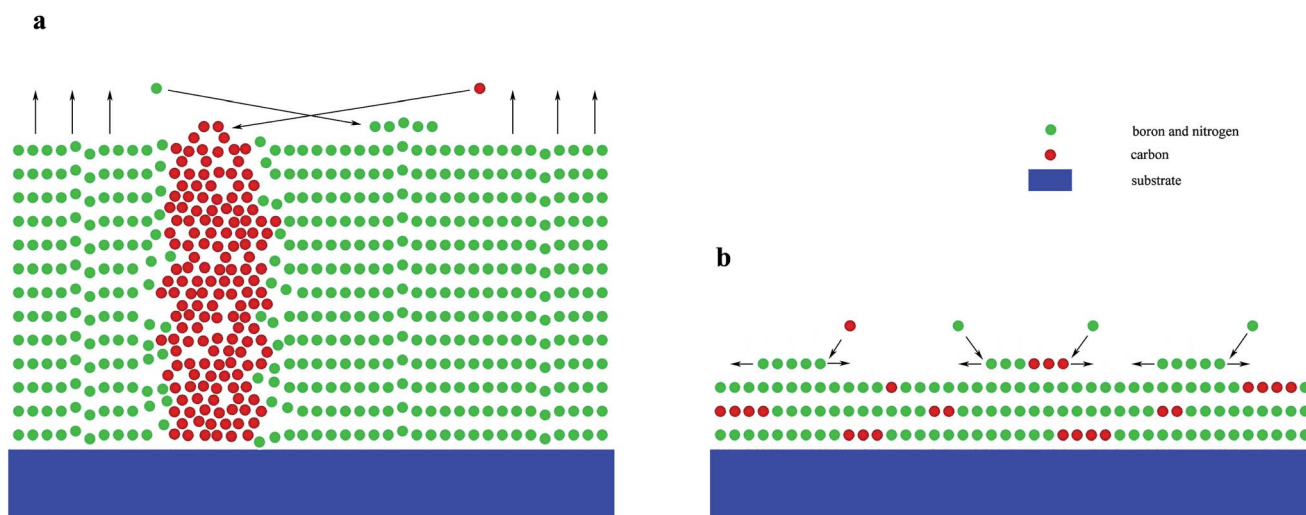 a
boron and nitrogen
carbon
substrate
b